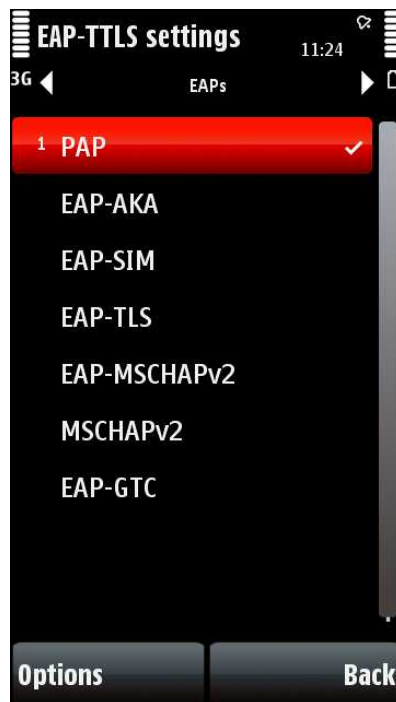 EAP-TTLS settings
11:24
3G
EAPs
1 PAP
EAP-AKA
EAP-SIM
EAP-TLS
EAP-MSCHAPv2
MSCHAPv2
EAP-GTC
Options
Back